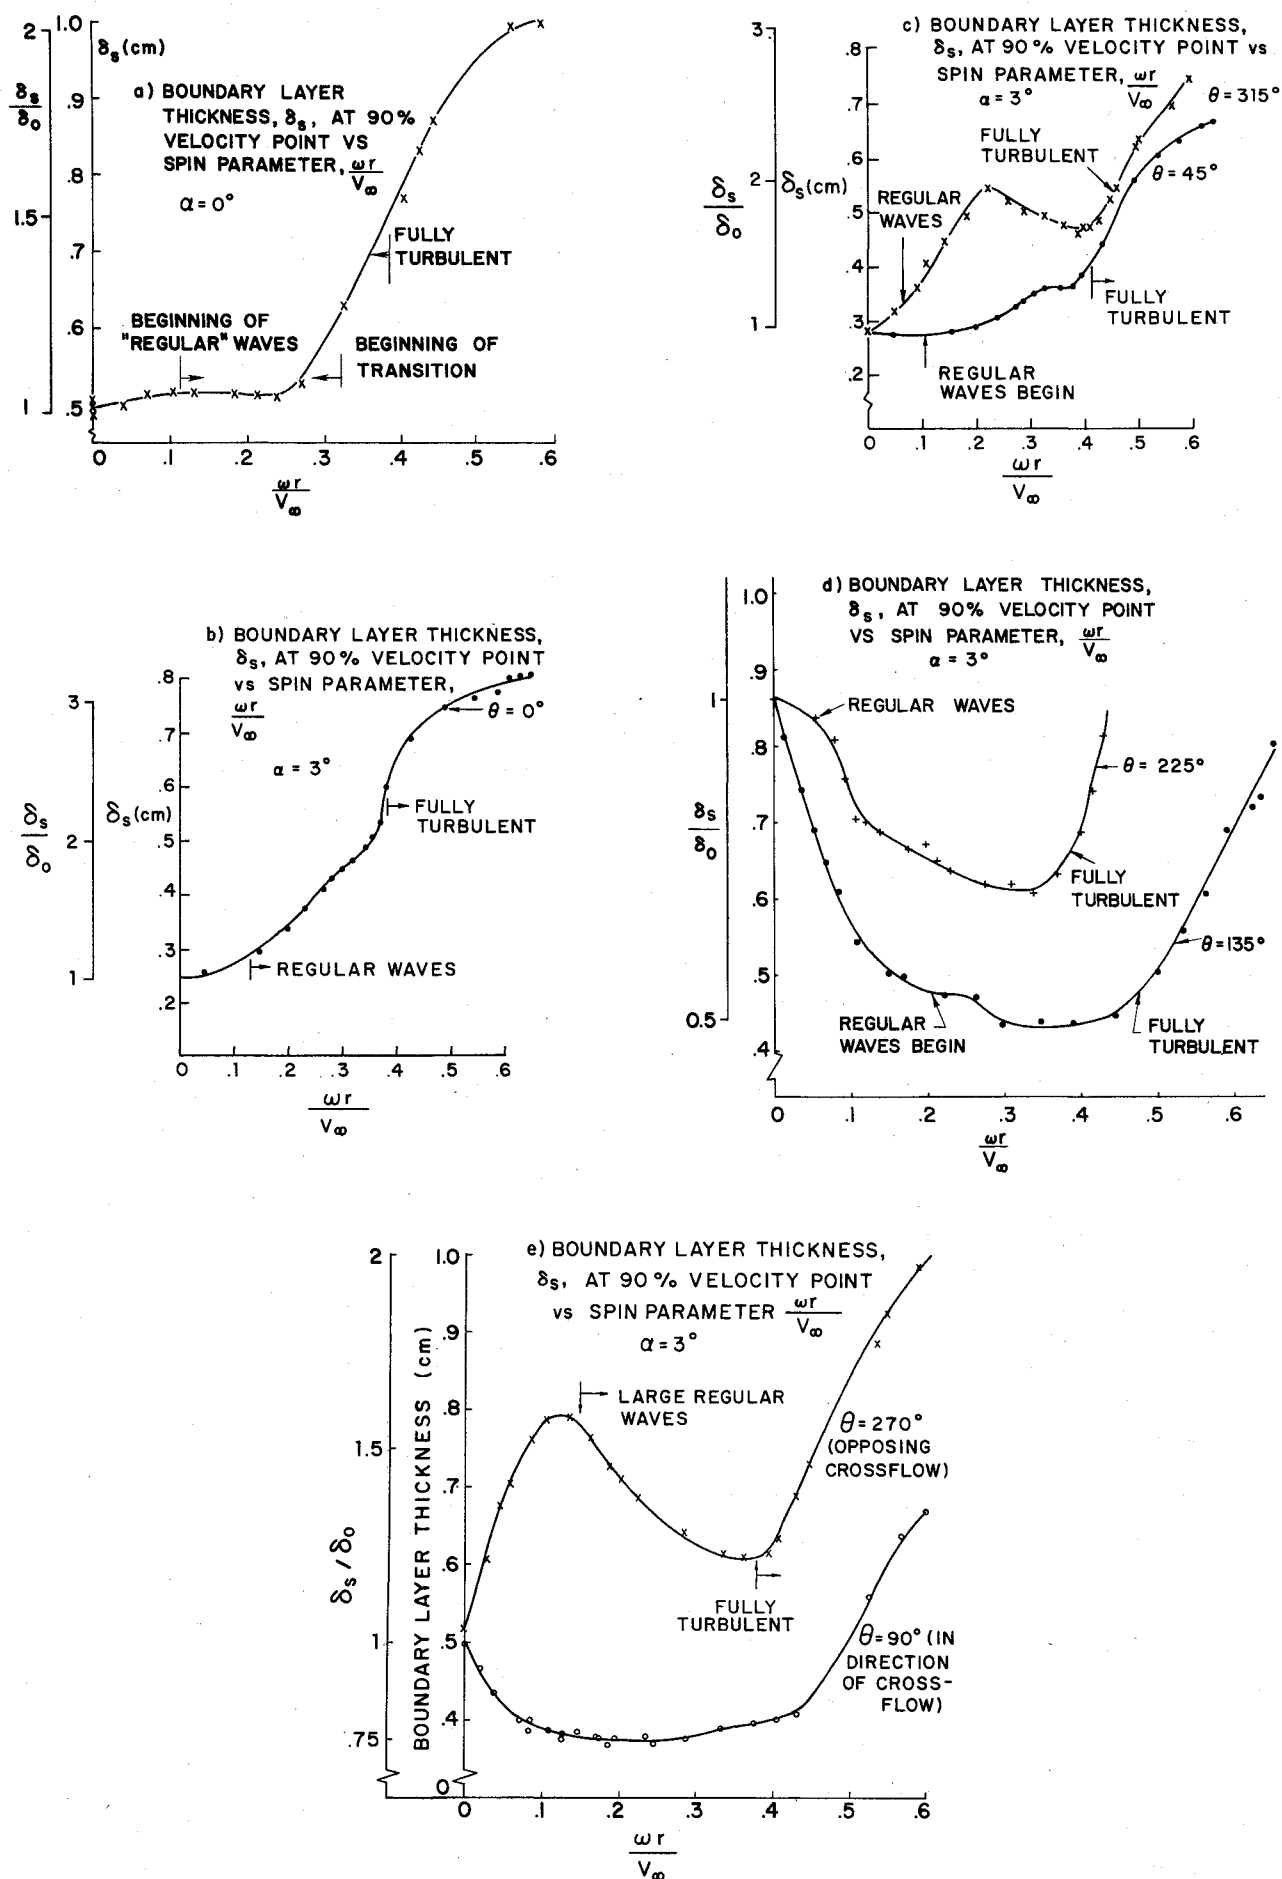 2
1.5
1
δs/δo
1.0
.9
.8
.7
.6
.5
δs (cm)
a) BOUNDARY LAYER
THICKNESS, δs, AT 90%
VELOCITY POINT VS
SPIN PARAMETER, ωr/V∞
α = 0°
FULLY
TURBULENT
BEGINNING OF
"REGULAR" WAVES
BEGINNING OF
TRANSITION
0 .1 .2 .3 .4 .5 .6
ωr/V∞
c) BOUNDARY LAYER THICKNESS,
δs, AT 90% VELOCITY POINT vs
SPIN PARAMETER, ωr/V∞
α = 3°
3
2
1
δs/δo
δs (cm)
.8
.7
.6
.5
.4
.3
.2
θ = 315°
FULLY
TURBULENT
θ = 45°
REGULAR
WAVES
FULLY
TURBULENT
REGULAR
WAVES BEGIN
0 .1 .2 .3 .4 .5 .6
ωr/V∞
b) BOUNDARY LAYER THICKNESS,
δs, AT 90% VELOCITY POINT
vs SPIN PARAMETER,
ωr/V∞
α = 3°
3
2
1
δs/δo
δs (cm)
.8
.7
.6
.5
.4
.3
.2
θ = 0°
FULLY
TURBULENT
REGULAR WAVES
0 .1 .2 .3 .4 .5 .6
ωr/V∞
d) BOUNDARY LAYER THICKNESS,
δs, AT 90% VELOCITY POINT
VS SPIN PARAMETER, ωr/V∞
α = 3°
1
0.5
δs/δo
1.0
.9
.8
.7
.6
.5
.4
REGULAR WAVES
θ = 225°
FULLY
TURBULENT
θ = 135°
REGULAR
WAVES BEGIN
FULLY
TURBULENT
0 .1 .2 .3 .4 .5 .6
ωr/V∞
e) BOUNDARY LAYER THICKNESS,
δs, AT 90% VELOCITY POINT
vs SPIN PARAMETER ωr/V∞
α = 3°
2
1.5
1
.75
δs/δo
BOUNDARY LAYER THICKNESS (cm)
1.0
.9
.8
.7
.6
.5
.4
0
LARGE REGULAR
WAVES
θ = 270°
(OPPOSING
CROSSFLOW)
FULLY
TURBULENT
θ = 90° (IN
DIRECTION
OF CROSS-
FLOW)
0 .1 .2 .3 .4 .5 .6
ωr/V∞